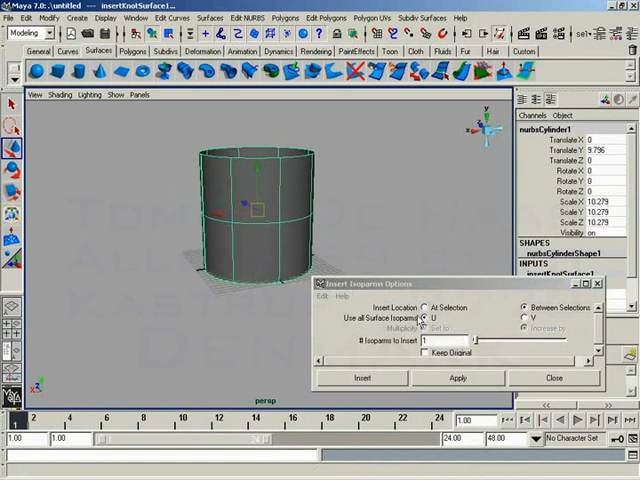 Maya 7.0: .\untitled --- insertKnotSurface1...
File Edit Modify Create Display Window Edit Curves Surfaces Edit NURBS Polygons Edit Polygons Polygon UVs Subdiv Surfaces Help
Modeling
General Curves Surfaces Polygons Subdivs Deformation Animation Dynamics Rendering PaintEffects Toon Cloth Fluids Fur Hair Custom
View Shading Lighting Show Panels
Channels Object
nurbsCylinder1
Translate X 0
Translate Y 9.796
Translate Z 0
Rotate X 0
Rotate Y 0
Rotate Z 0
Scale X 10.279
Scale Y 10.279
Scale Z 10.279
Visibility on
SHAPES
nurbsCylinderShape1
INPUTS
insertKnotSurface1
y
x
persp
Insert Isoparms Options
Edit Help
Insert Location At Selection Between Selections
Use all Surface Isoparms U V
Multiplicity Set to Increase by
# Isoparms to Insert 1
Keep Original
Insert Apply Close
2 4 6 8 10 12 14 16 18 20 22 24
1.00
1.00 1.00 1 24 24.00 48.00 No Character Set